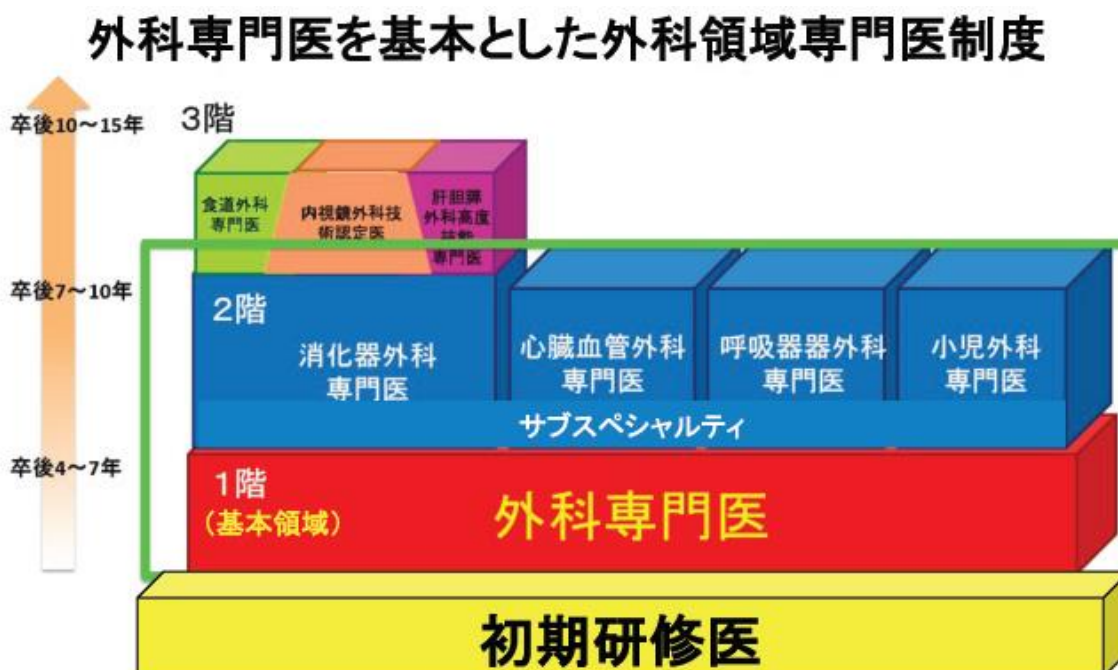 外科専門医を基本とした外科領域専門医制度
卒後10～15年
3階
食道外科
専門医
内視鏡外科技
術認定医
肝胆膵
外科高度
技能
専門医
卒後7～10年
2階
消化器外科
専門医
心臓血管外科
専門医
呼吸器器外科
専門医
小児外科
専門医
サブスペシャルティ
卒後4～7年
1階
（基本領域）
外科専門医
初期研修医